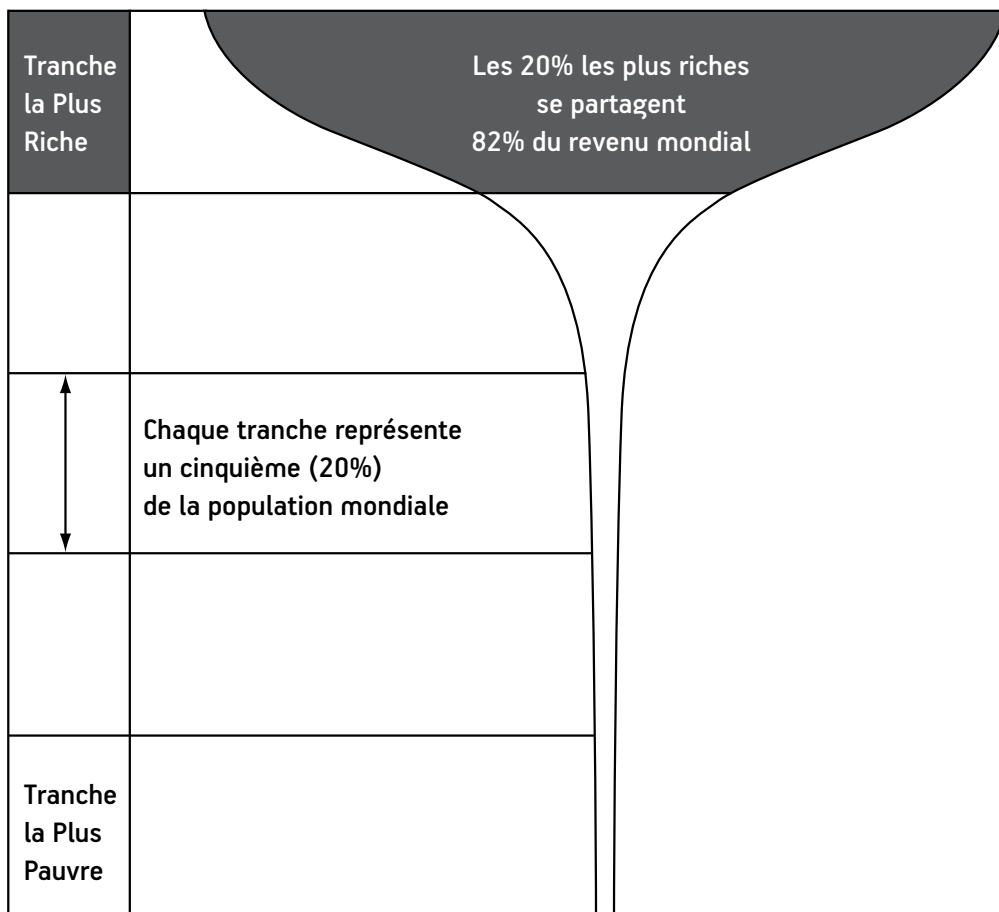 Tranche
la Plus
Riche
Les 20% les plus riches
se partagent
82% du revenu mondial
Chaque tranche représente
un cinquième (20%)
de la population mondiale
Tranche
la Plus
Pauvre